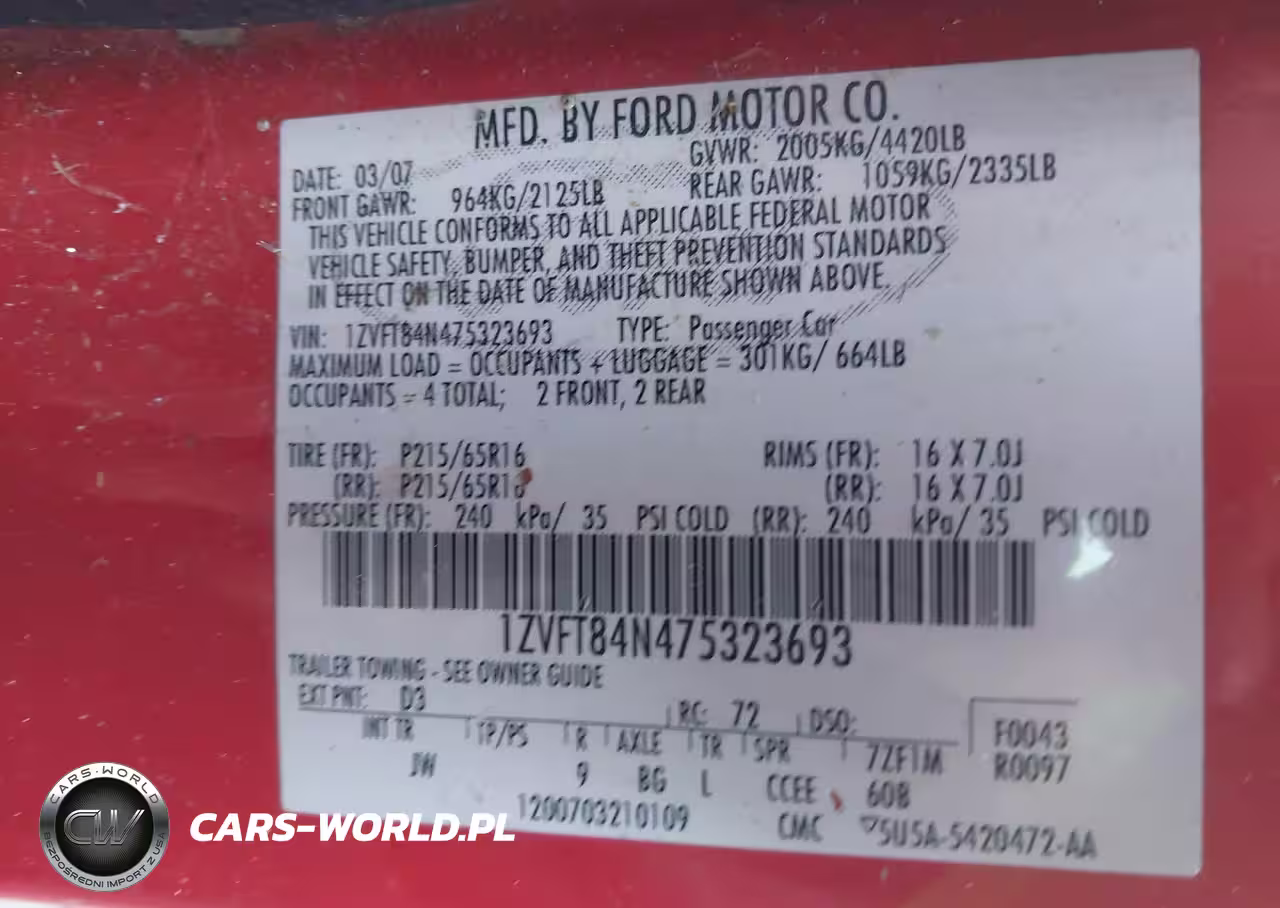 MFD. BY FORD MOTOR CO.
DATE: 03/07 GVWR: 2005KG/4420LB
FRONT GAWR: 964KG/2125LB REAR GAWR: 1059KG/2335LB
THIS VEHICLE CONFORMS TO ALL APPLICABLE FEDERAL MOTOR
VEHICLE SAFETY, BUMPER, AND THEFT PREVENTION STANDARDS
IN EFFECT ON THE DATE OF MANUFACTURE SHOWN ABOVE.
VIN: 1ZVFT84N475323693 TYPE: Passenger Car
MAXIMUM LOAD = OCCUPANTS + LUGGAGE = 301KG/ 664LB
OCCUPANTS = 4 TOTAL; 2 FRONT, 2 REAR
TIRE (FR): P215/65R16 RIMS (FR): 16 X 7.0J
(RR): P215/65R16 (RR): 16 X 7.0J
PRESSURE (FR): 240 kPa/ 35 PSI COLD (RR): 240 kPa/ 35 PSI COLD
1ZVFT84N475323693
TRAILER TOWING - SEE OWNER GUIDE
EXT PNT: D3 RC: 72 DSO: F0043
INT TR TP/PS R AXLE TR SPR 7ZF1M R0097
JW 9 BG L CCEE 608
1200703210109 CMC 5U5A-5420472-AA
CARS-WORLD
CW
BEZPOŚREDNI IMPORT Z USA
CARS-WORLD.PL